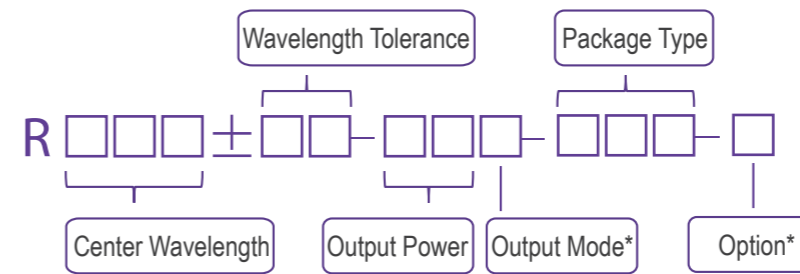 Wavelength Tolerance Package Type
R □□□ ± □□ – □□□ – □□□ – □
Center Wavelength Output Power Output Mode* Option*